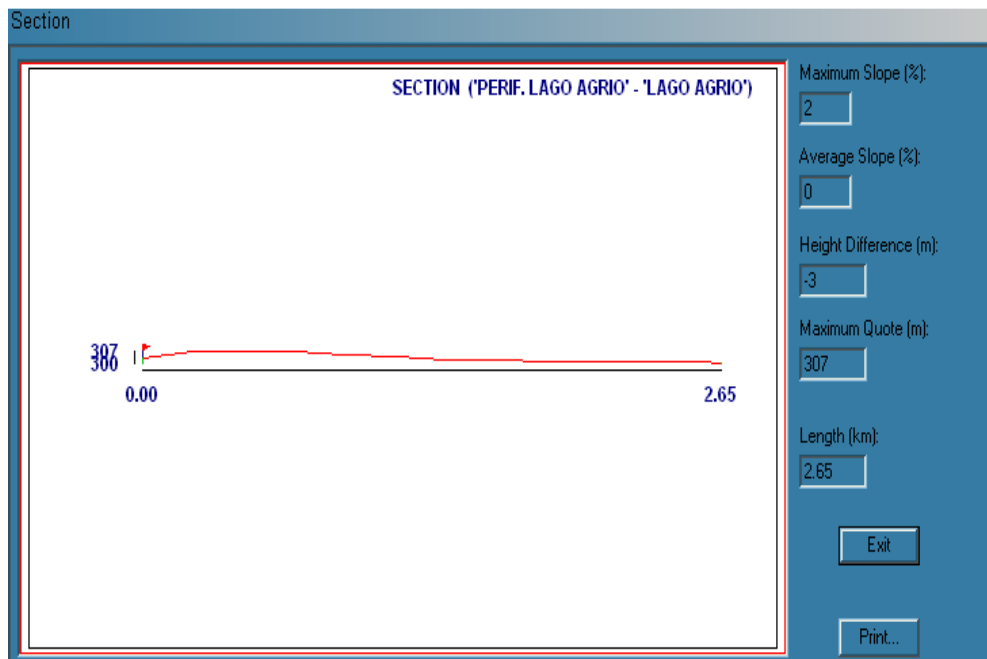 Section
SECTION ('PERIF. LAGO AGRIO' - 'LAGO AGRIO')
307
300
0.00
2.65
Maximum Slope (%):
2
Average Slope (%):
0
Height Difference (m):
-3
Maximum Quote (m):
307
Length (km):
2.65
Exit
Print...